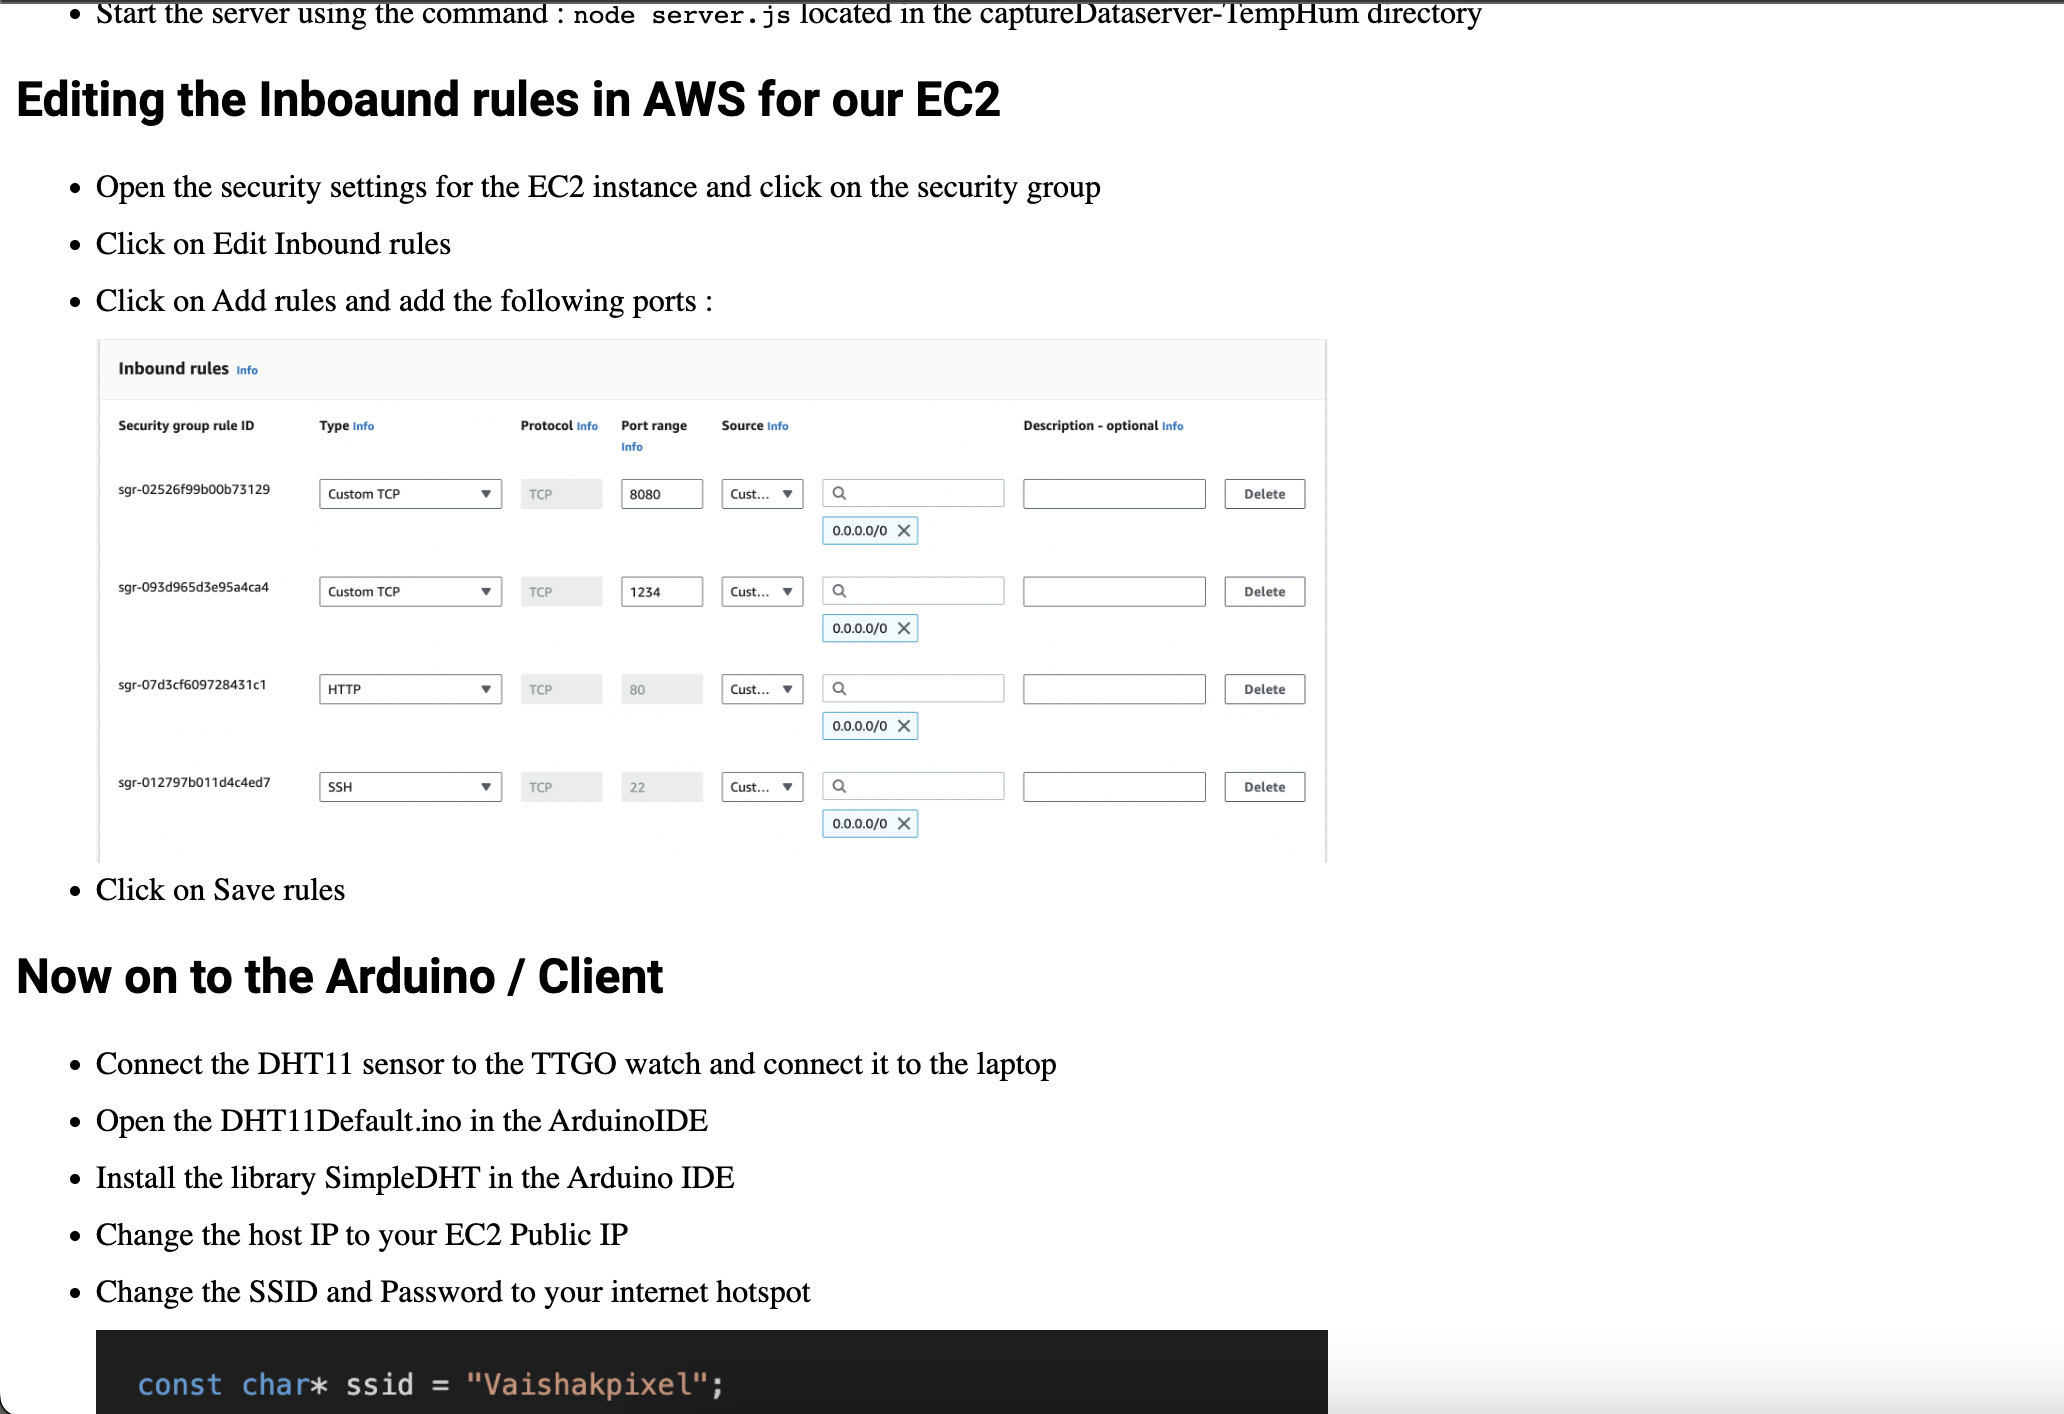 Start the server using the command : node server.js located in the captureDataserver-TempHum directory
Editing the Inboaund rules in AWS for our EC2
Open the security settings for the EC2 instance and click on the security group
Click on Edit Inbound rules
Click on Add rules and add the following ports :
Inbound rules Info
Security group rule ID Type Info Protocol Info Port range Info Source Info Description - optional Info
sgr-02526f99b00b73129 Custom TCP TCP 8080 Cust... Delete
0.0.0.0/0
sgr-093d965d3e95a4ca4 Custom TCP TCP 1234 Cust... Delete
0.0.0.0/0
sgr-07d3cf609728431c1 HTTP TCP 80 Cust... Delete
0.0.0.0/0
sgr-012797b011d4c4ed7 SSH TCP 22 Cust... Delete
0.0.0.0/0
Click on Save rules
Now on to the Arduino / Client
Connect the DHT11 sensor to the TTGO watch and connect it to the laptop
Open the DHT11Default.ino in the ArduinoIDE
Install the library SimpleDHT in the Arduino IDE
Change the host IP to your EC2 Public IP
Change the SSID and Password to your internet hotspot
const char* ssid = "Vaishakpixel";